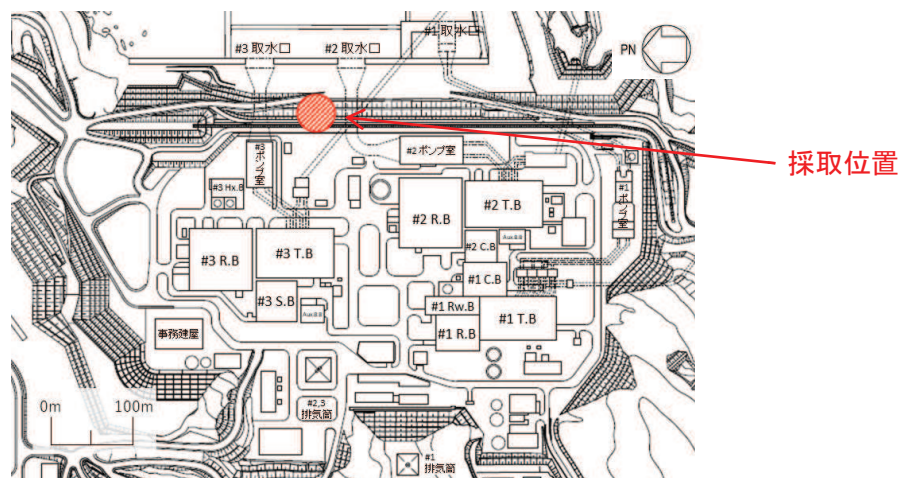 #1 取水口
#3 取水口
#2 取水口
PN
採取位置
#3
ポンプ室
#2 ポンプ室
#1
ポンプ室
#3 Hx.B
#2 R.B
#2 T.B
#2 C.B
Aux.B.B
#3 R.B
#3 T.B
#1 C.B
#3 S.B
Aux.B.B
#1 Rw.B
#1 T.B
#1 R.B
事務建屋
0m
100m
#2,3
排気筒
#1
排気筒